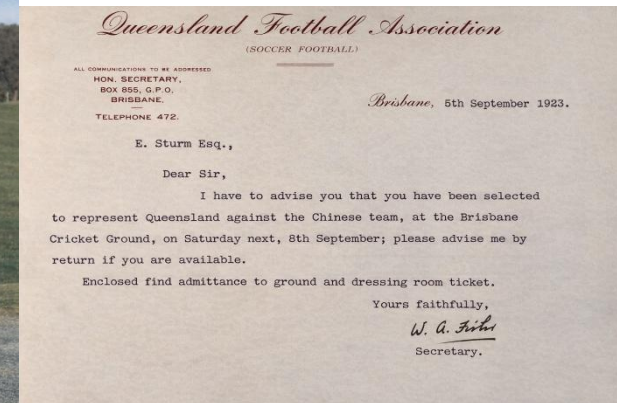 Queensland Football Association
(SOCCER FOOTBALL)
ALL COMMUNICATIONS TO BE ADDRESSED
HON. SECRETARY,
BOX 855, G.P.O,
BRISBANE.
TELEPHONE 472.
Brisbane, 5th September 1923.
E. Sturm Esq.,
Dear Sir,
I have to advise you that you have been selected
to represent Queensland against the Chinese team, at the Brisbane
Cricket Ground, on Saturday next, 8th September; please advise me by
return if you are available.
Enclosed find admittance to ground and dressing room ticket.
Yours faithfully,
W. A.
Secretary.